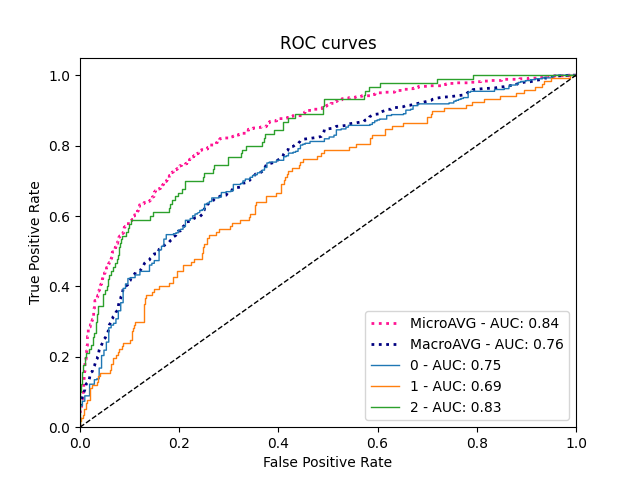 ROC curves
True Positive Rate
1.0
0.8
0.6
0.4
0.2
0.0
0.0 0.2 0.4 0.6 0.8 1.0
False Positive Rate
MicroAVG - AUC: 0.84
MacroAVG - AUC: 0.76
0 - AUC: 0.75
1 - AUC: 0.69
2 - AUC: 0.83